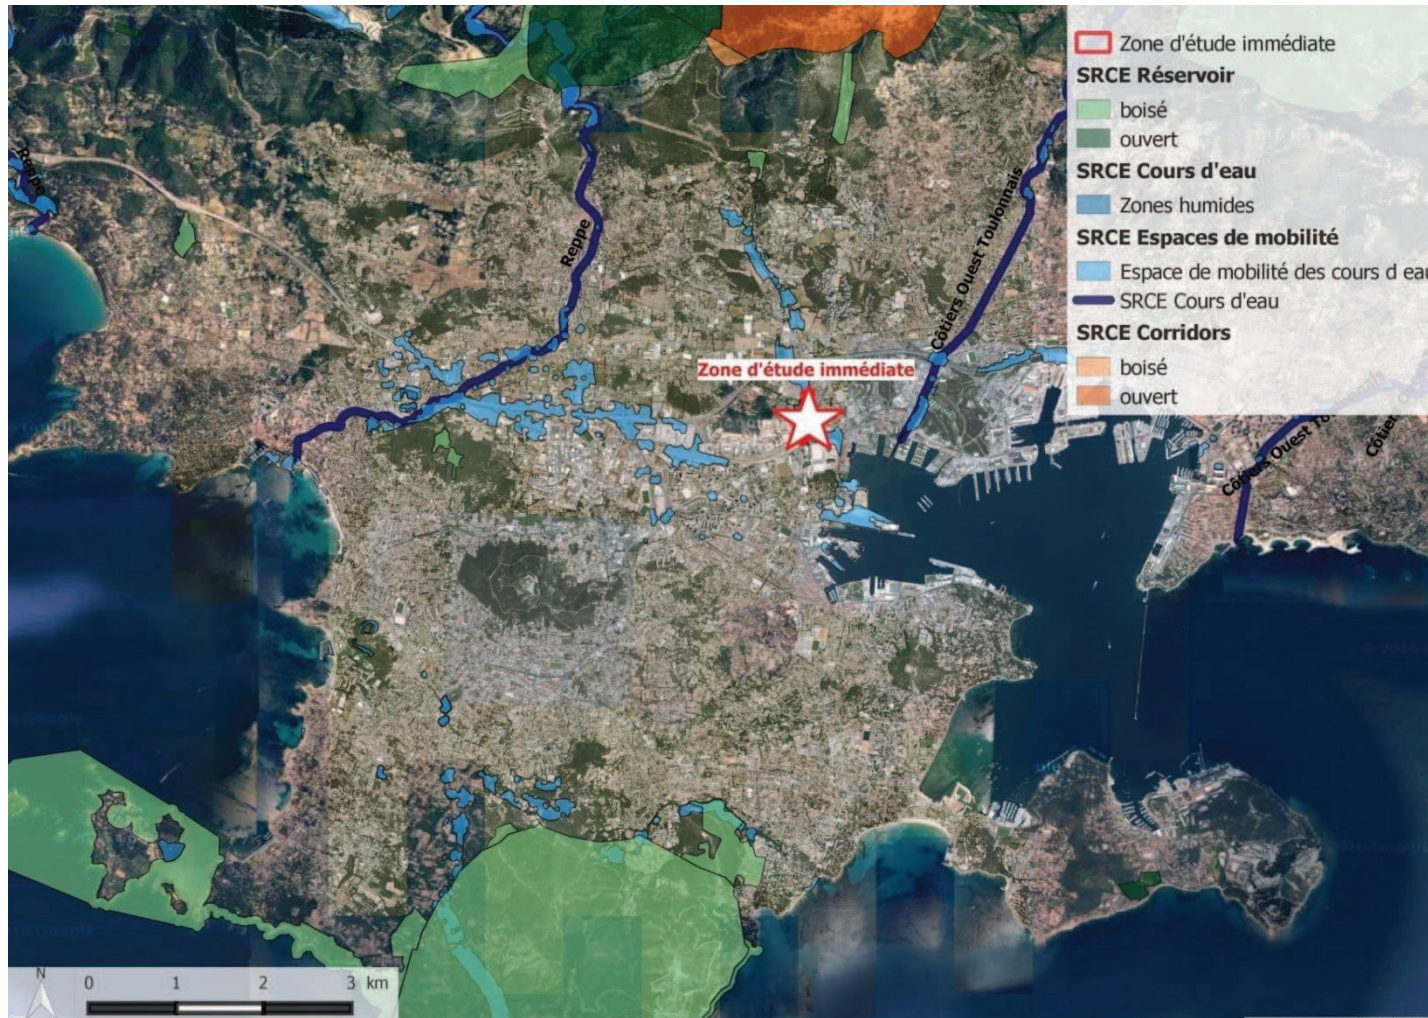 Zone d'étude immédiate
SRCE Réservoir
boisé
ouvert
SRCE Cours d'eau
Zones humides
SRCE Espaces de mobilité
Espace de mobilité des cours d eau
SRCE Cours d'eau
SRCE Corridors
boisé
ouvert
Reppe
Reppe
Côtiers Ouest Toulonnais
Zone d'étude immédiate
Côtiers Ouest
Côtiers
N
0 1 2 3 km